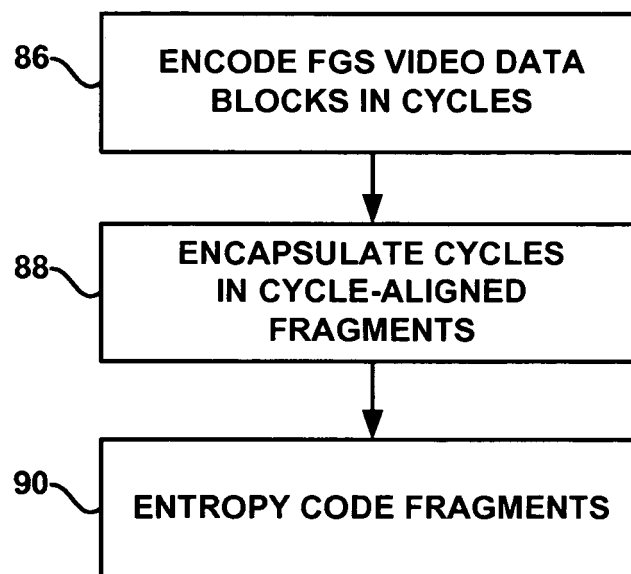 86
ENCODE FGS VIDEO DATA
BLOCKS IN CYCLES
88
ENCAPSULATE CYCLES
IN CYCLE-ALIGNED
FRAGMENTS
90
ENTROPY CODE FRAGMENTS